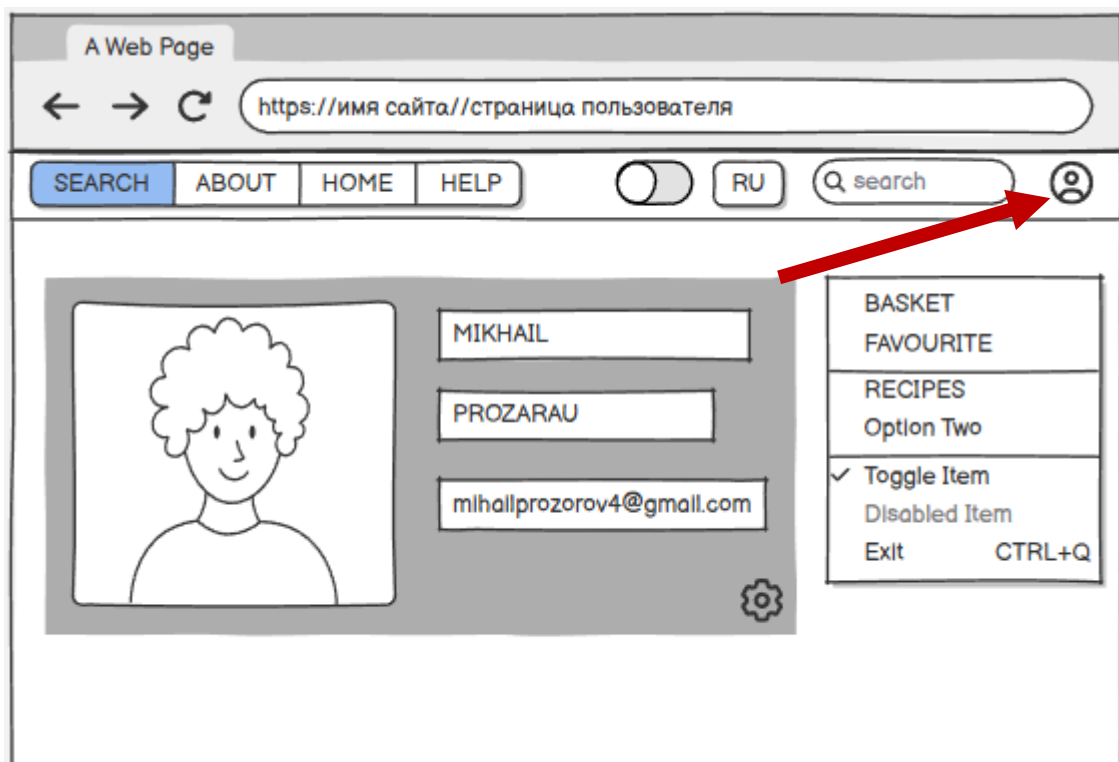 A Web Page
https://имя сайта//страница пользователя
SEARCH ABOUT HOME HELP RU search
MIKHAIL
PROZARAU
mihailprozorov4@gmail.com
BASKET
FAVOURITE
RECIPES
Option Two
Toggle Item
Disabled Item
Exit CTRL+Q